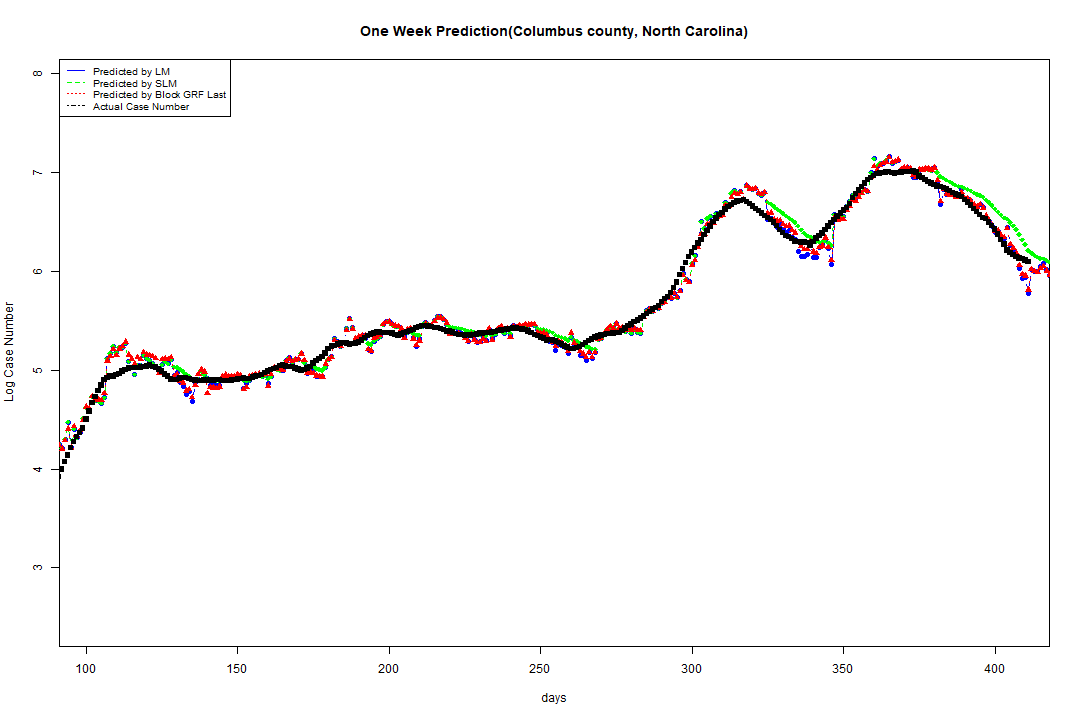 One Week Prediction(Columbus county, North Carolina)
Predicted by LM
Predicted by SLM
Predicted by Block GRF Last
Actual Case Number
8
7
6
5
4
3
Log Case Number
100 150 200 250 300 350 400
days